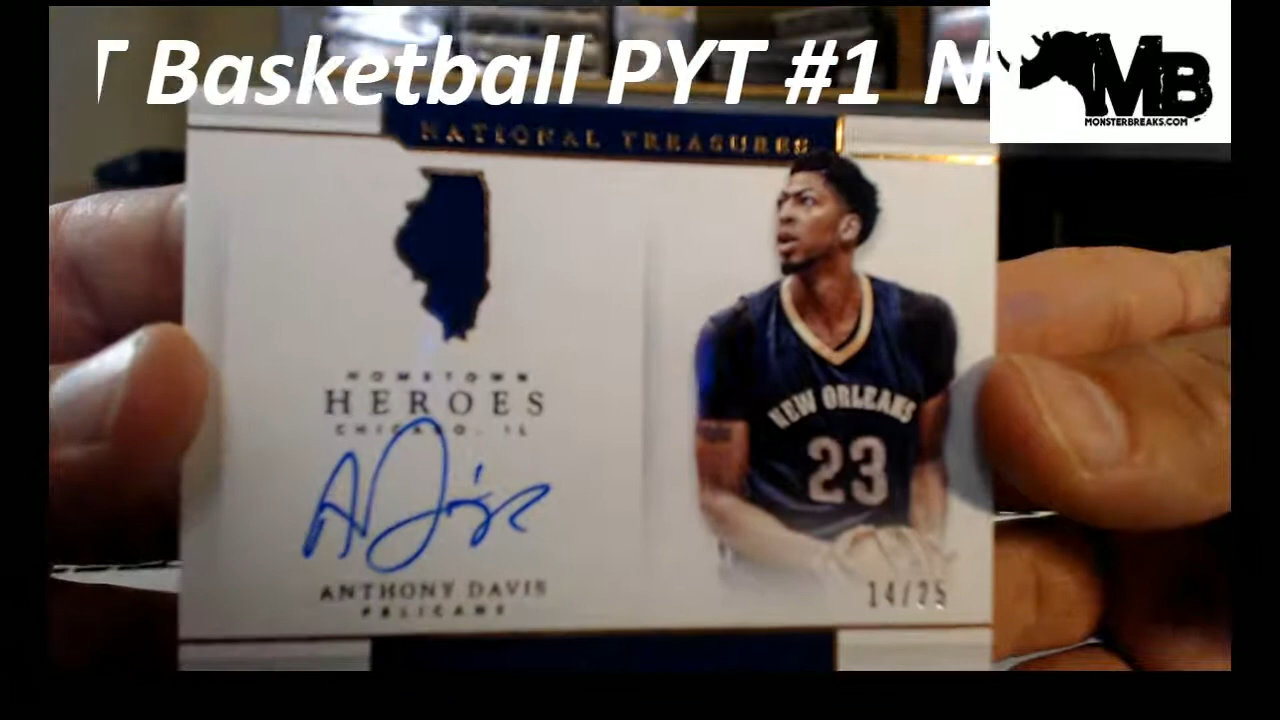 T Basketball PYT #1 N
MB
MONSTERBREAKS.COM
NATIONAL TREASURES
HOMETOWN
HEROES
CHICAGO, IL
ANTHONY DAVIS
PELICANS
NEW ORLEANS
23
14/25